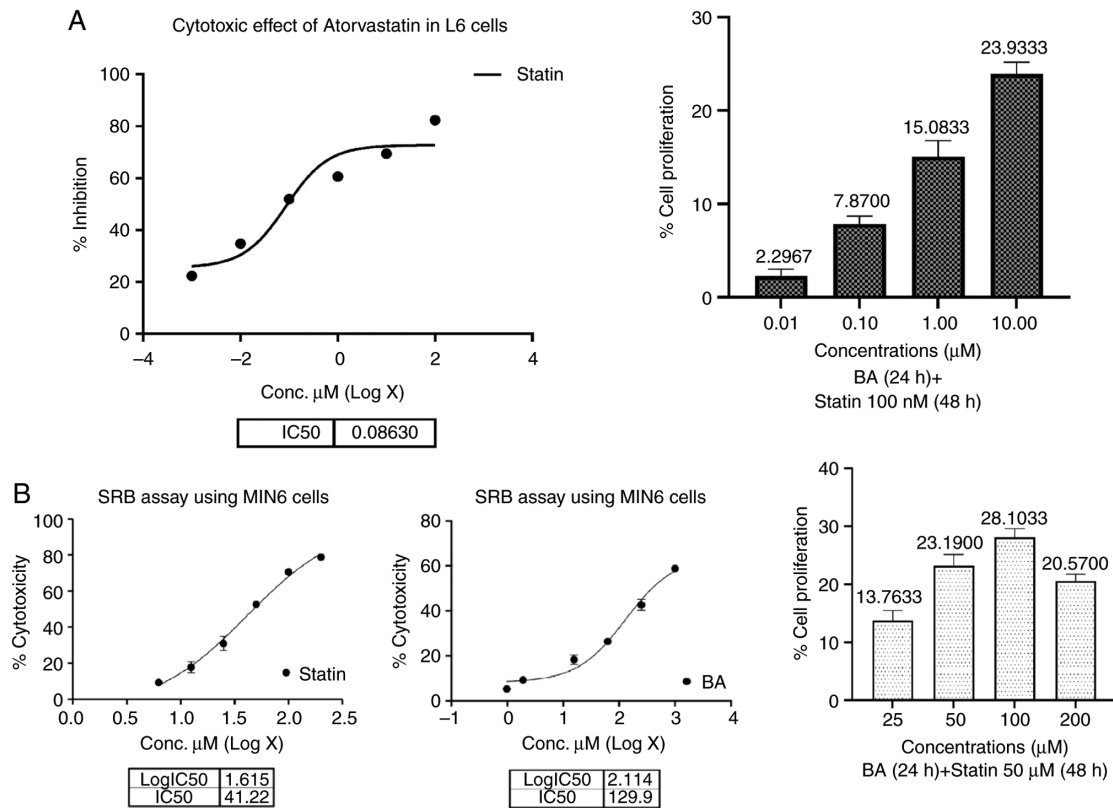 A
Cytotoxic effect of Atorvastatin in L6 cells
Statin
100
80
60
40
20
0
% Inhibition
–4
–2
0
2
4
Conc. μM (Log X)
IC50 0.08630
30
20
10
0
% Cell proliferation
2.2967
7.8700
15.0833
23.9333
0.01
0.10
1.00
10.00
Concentrations (μM)
BA (24 h)+
Statin 100 nM (48 h)
B
SRB assay using MIN6 cells
100
80
60
40
20
0
% Cytotoxicity
Statin
0.0
0.5
1.0
1.5
2.0
2.5
Conc. μM (Log X)
LogIC50 1.615
IC50 41.22
SRB assay using MIN6 cells
80
60
40
20
0
% Cytotoxicity
BA
–1
0
1
2
3
4
Conc. μM (Log X)
LogIC50 2.114
IC50 129.9
40
30
20
10
0
% Cell proliferation
13.7633
23.1900
28.1033
20.5700
25
50
100
200
Concentrations (μM)
BA (24 h)+Statin 50 μM (48 h)